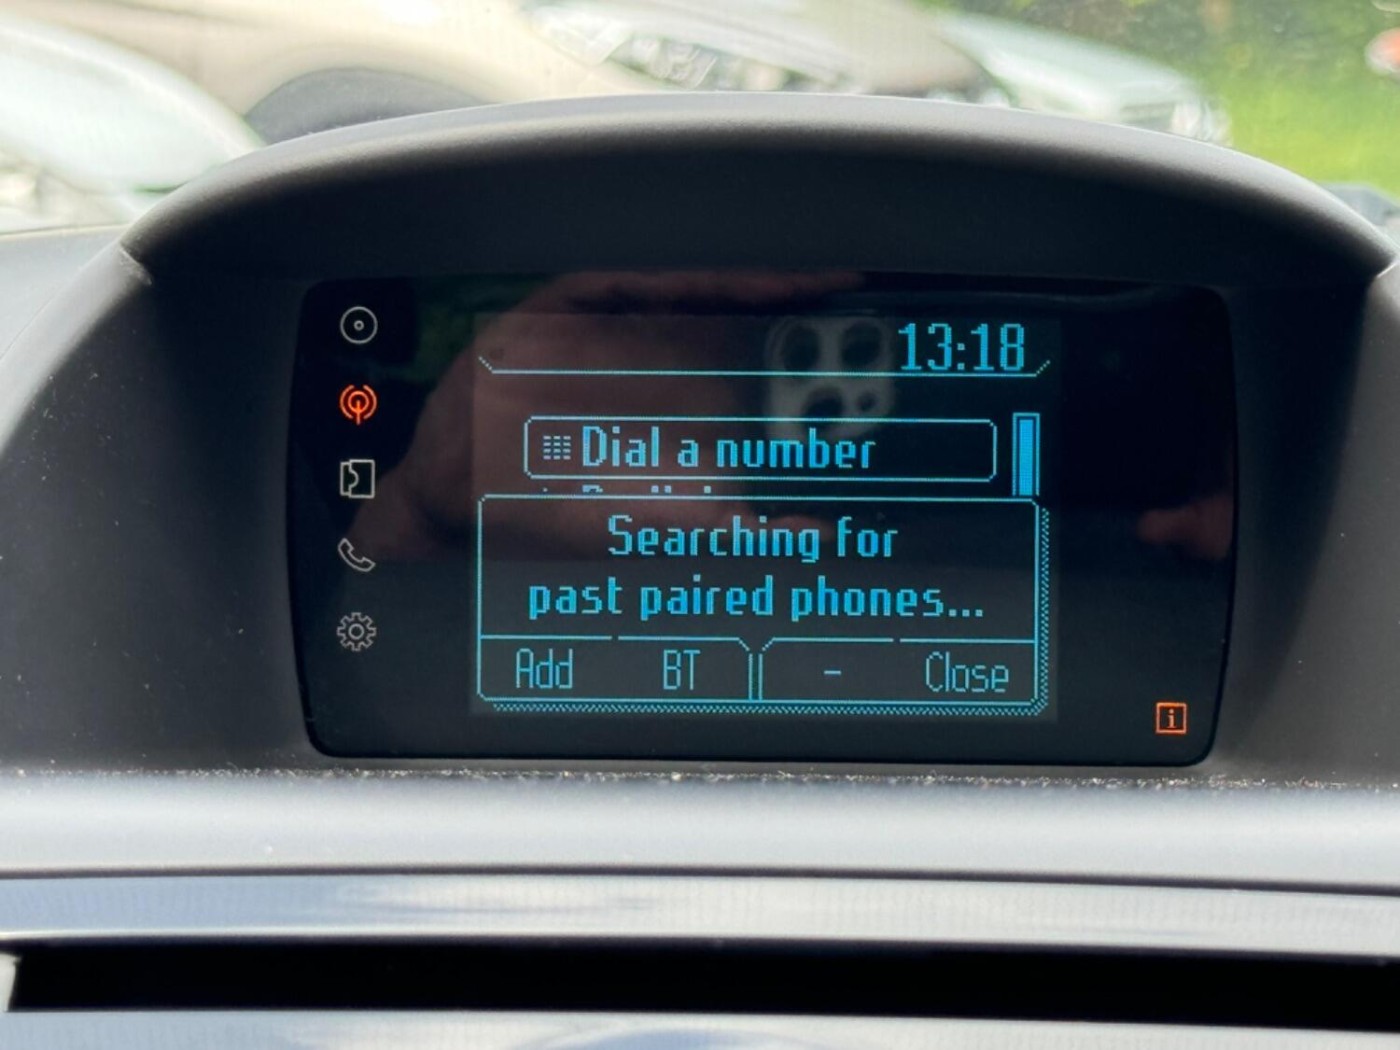 13:18
Dial a number
Searching for
past paired phones...
Add BT - Close
i